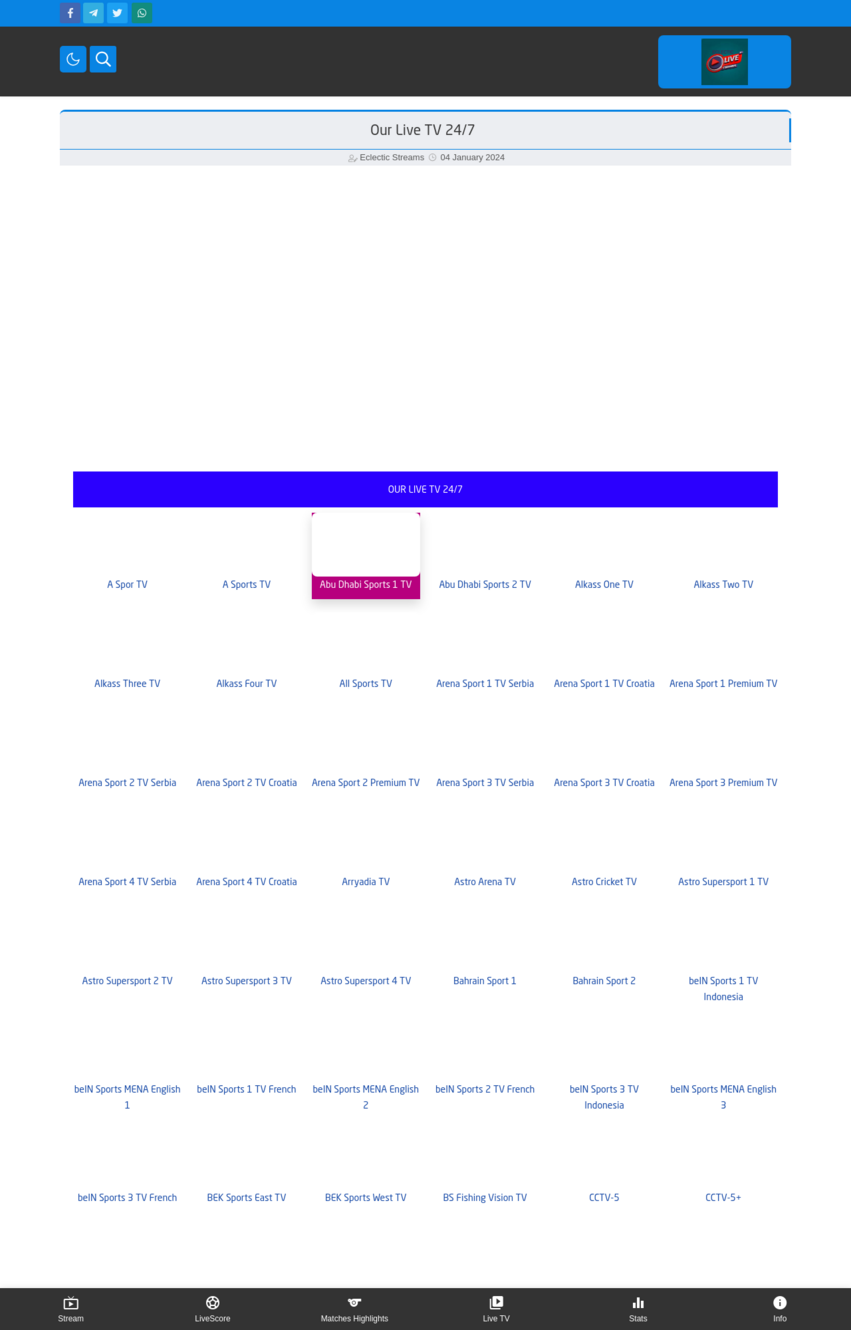 LIVE
Our Live TV 24/7
Eclectic Streams 04 January 2024
OUR LIVE TV 24/7
A Spor TV
A Sports TV
Abu Dhabi Sports 1 TV
Abu Dhabi Sports 2 TV
Alkass One TV
Alkass Two TV
Alkass Three TV
Alkass Four TV
All Sports TV
Arena Sport 1 TV Serbia
Arena Sport 1 TV Croatia
Arena Sport 1 Premium TV
Arena Sport 2 TV Serbia
Arena Sport 2 TV Croatia
Arena Sport 2 Premium TV
Arena Sport 3 TV Serbia
Arena Sport 3 TV Croatia
Arena Sport 3 Premium TV
Arena Sport 4 TV Serbia
Arena Sport 4 TV Croatia
Arryadia TV
Astro Arena TV
Astro Cricket TV
Astro Supersport 1 TV
Astro Supersport 2 TV
Astro Supersport 3 TV
Astro Supersport 4 TV
Bahrain Sport 1
Bahrain Sport 2
beIN Sports 1 TV
Indonesia
beIN Sports MENA English
1
beIN Sports 1 TV French
beIN Sports MENA English
2
beIN Sports 2 TV French
beIN Sports 3 TV
Indonesia
beIN Sports MENA English
3
beIN Sports 3 TV French
BEK Sports East TV
BEK Sports West TV
BS Fishing Vision TV
CCTV-5
CCTV-5+
Stream
LiveScore
Matches Highlights
Live TV
Stats
Info